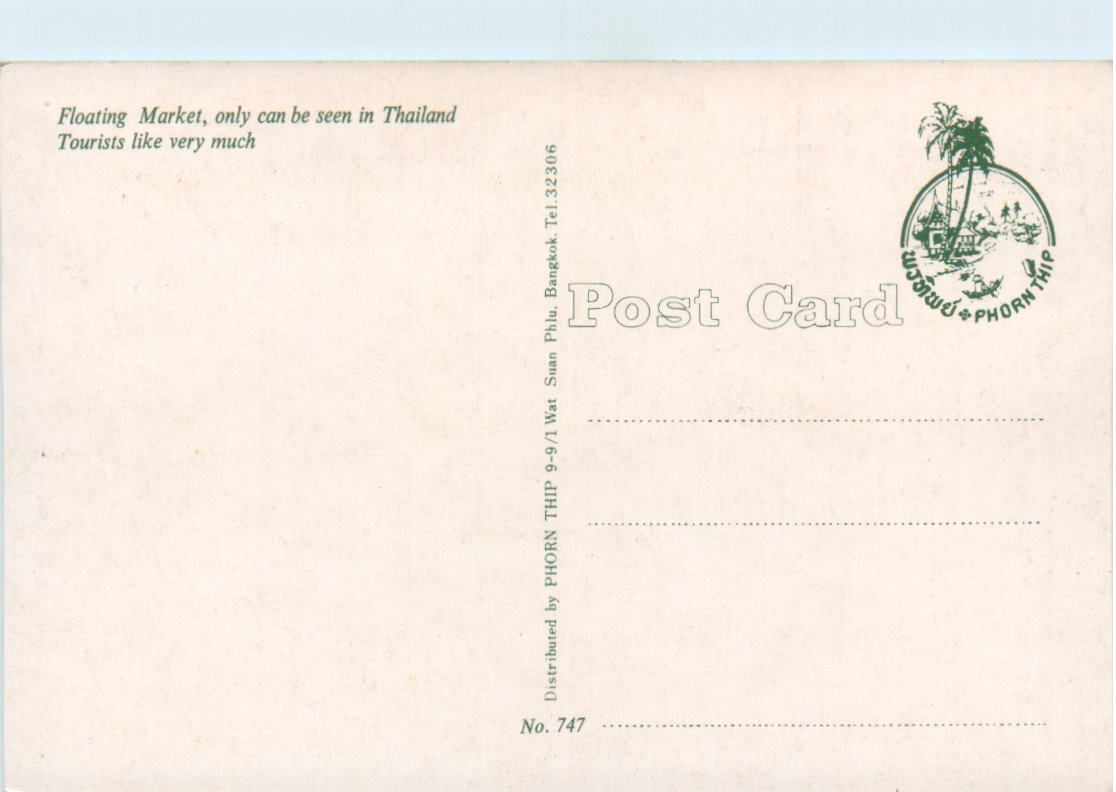 Floating Market, only can be seen in Thailand
Tourists like very much
Distributed by PHORN THIP 9-9/1 Wat Suan Phlu. Bangkok. Tel.32306
Post Card
พรทิพย์ PHORN THIP
No. 747